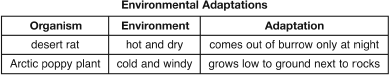 Environmental Adaptations
Organism Environment Adaptation
desert rat hot and dry comes out of burrow only at night
Arctic poppy plant cold and windy grows low to ground next to rocks